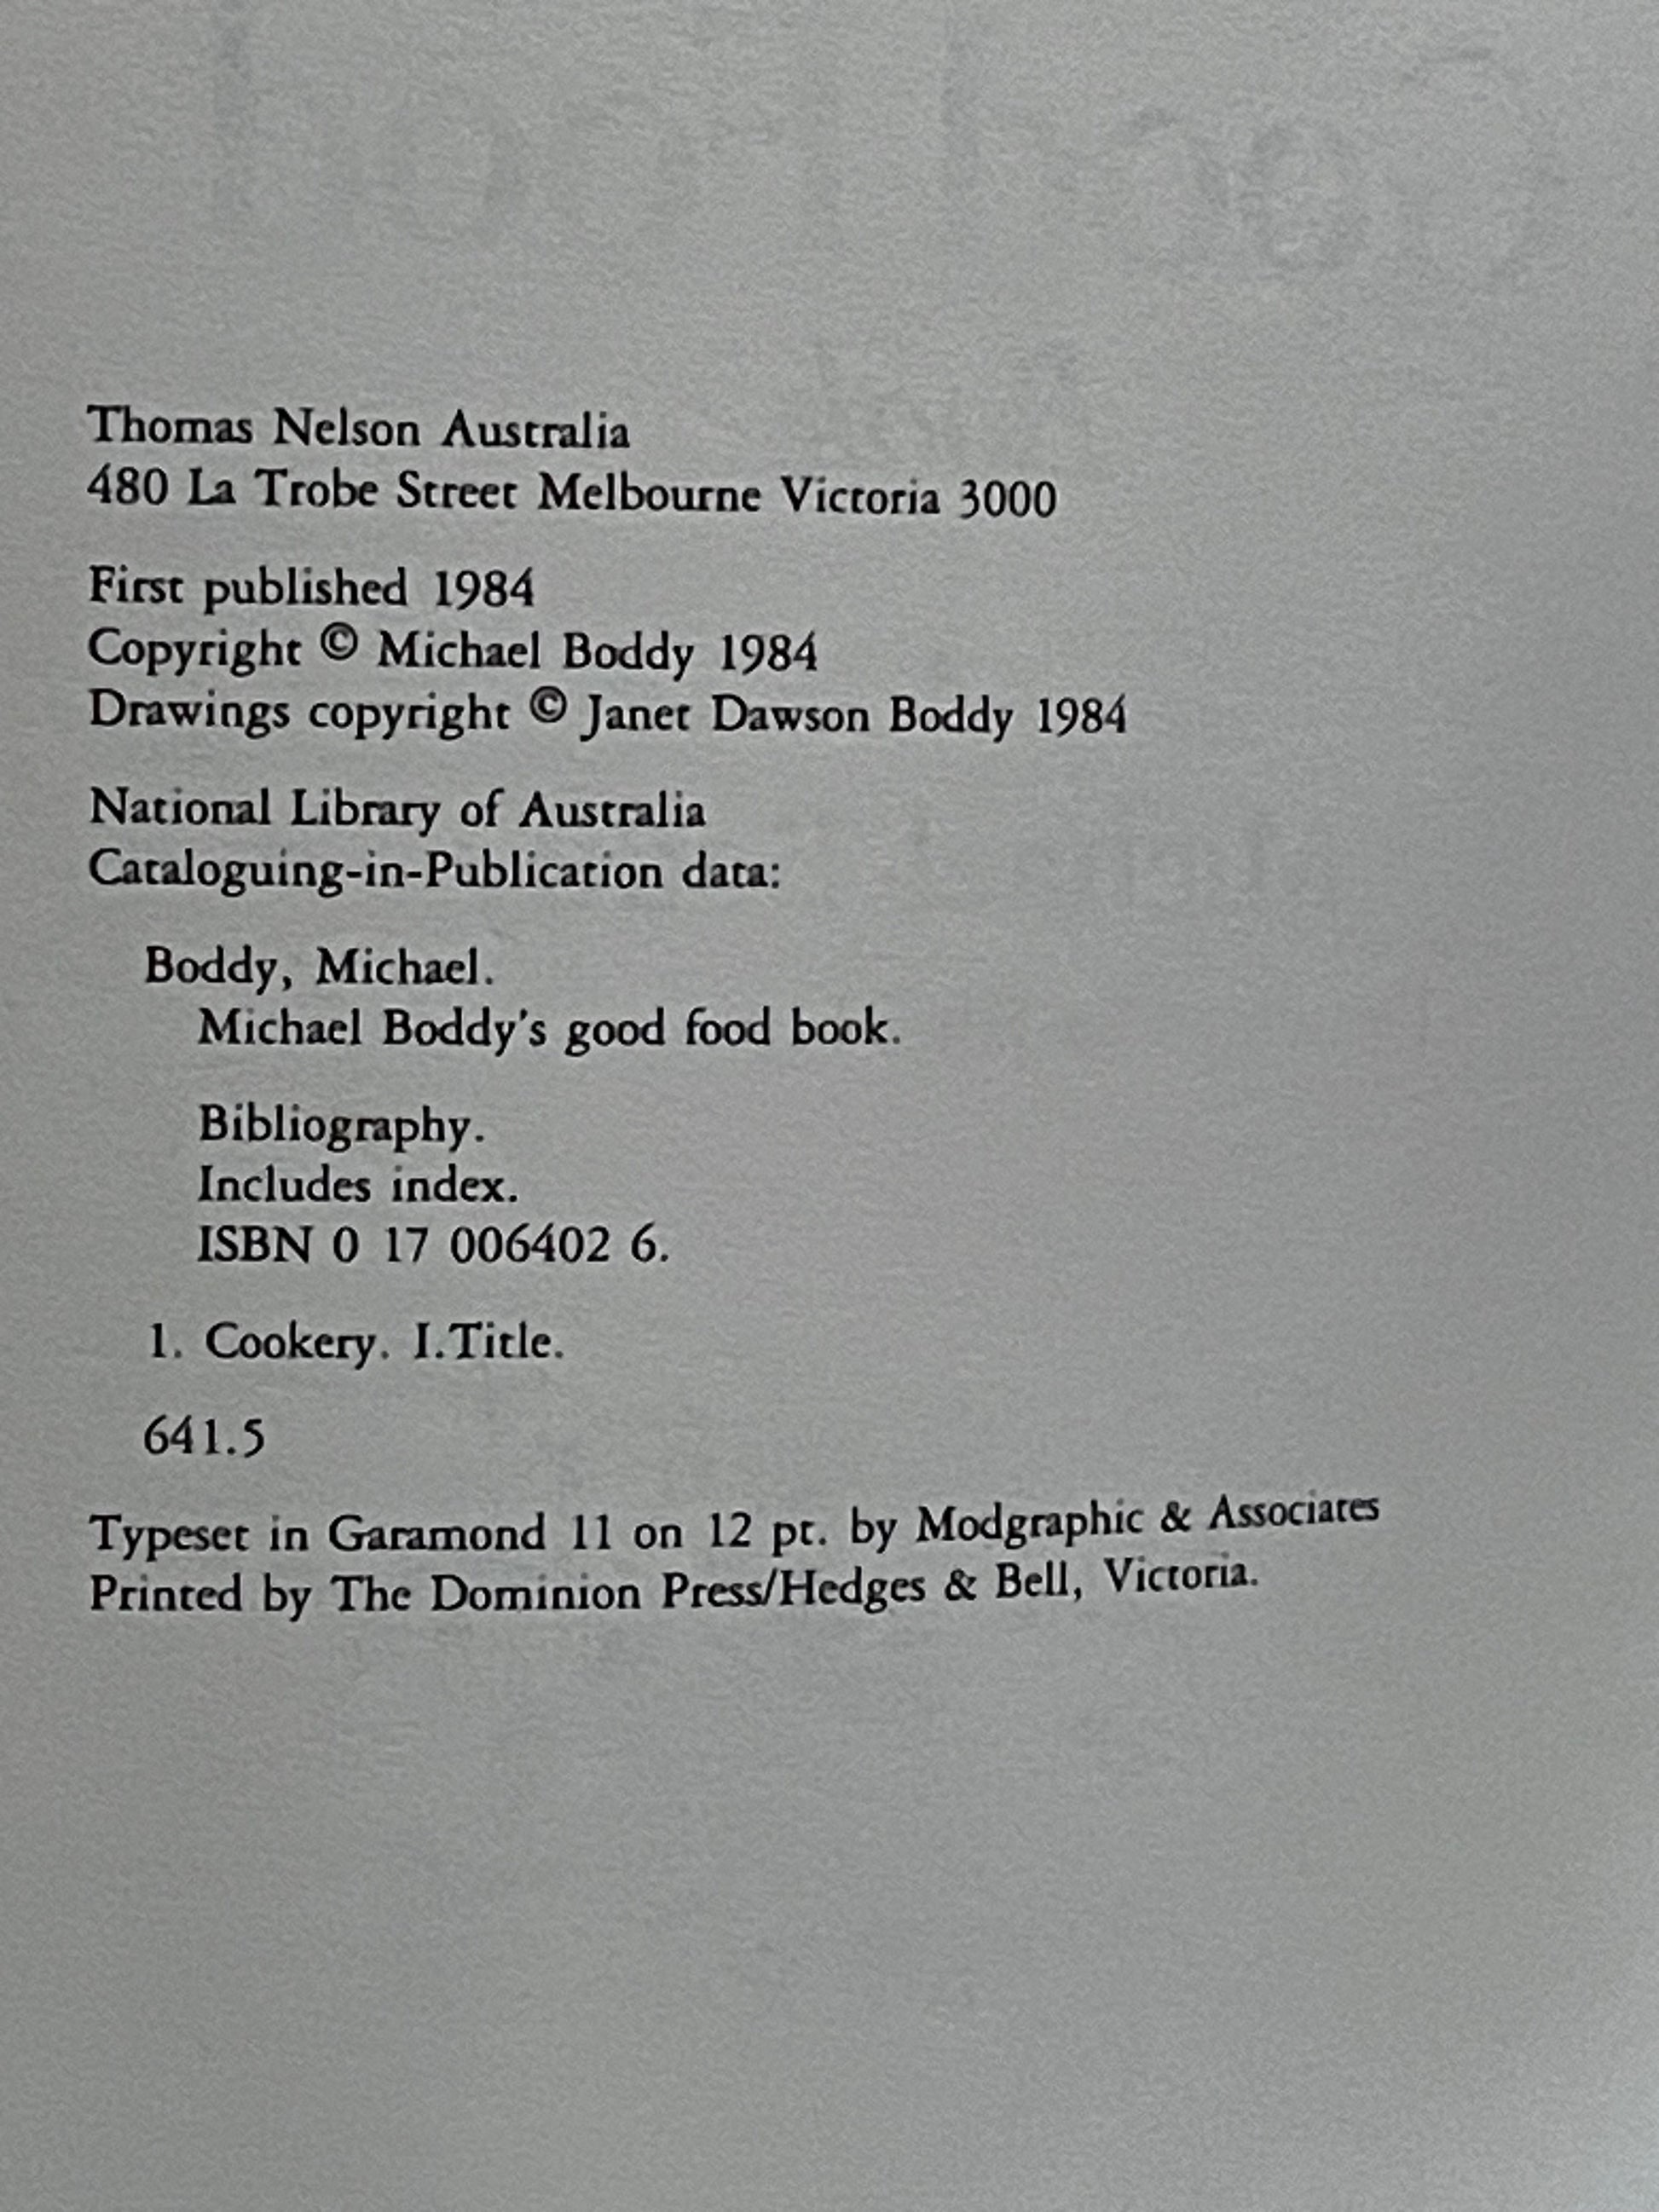 Thomas Nelson Australia
480 La Trobe Street Melbourne Victoria 3000
First published 1984
Copyright © Michael Boddy 1984
Drawings copyright © Janet Dawson Boddy 1984
National Library of Australia
Cataloguing-in-Publication data:
Boddy, Michael.
Michael Boddy's good food book.
Bibliography.
Includes index.
ISBN 0 17 006402 6.
1. Cookery. I.Title.
641.5
Typeset in Garamond 11 on 12 pt. by Modgraphic & Associates
Printed by The Dominion Press/Hedges & Bell, Victoria.